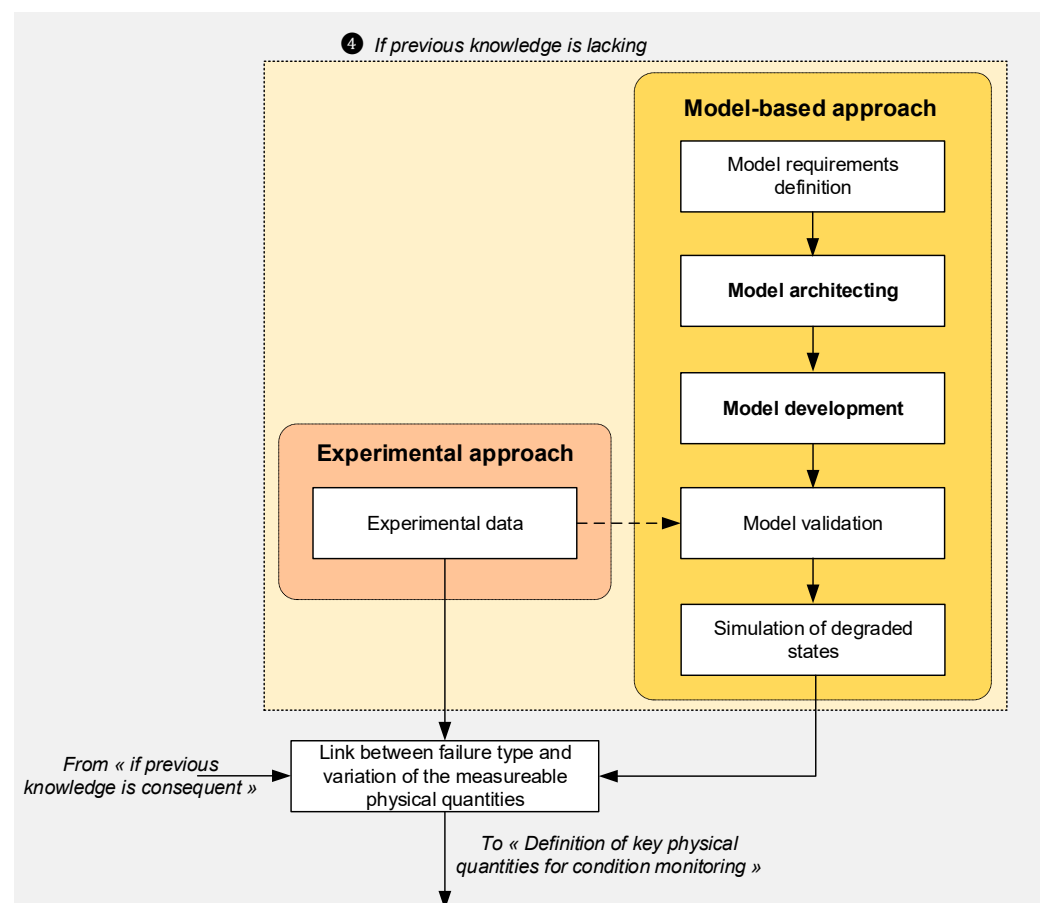 ❹ If previous knowledge is lacking
Model-based approach
Model requirements
definition
Model architecting
Model development
Experimental approach
Experimental data
Model validation
Simulation of degraded
states
Link between failure type and
variation of the measureable
physical quantities
From « if previous
knowledge is consequent »
To « Definition of key physical
quantities for condition monitoring »